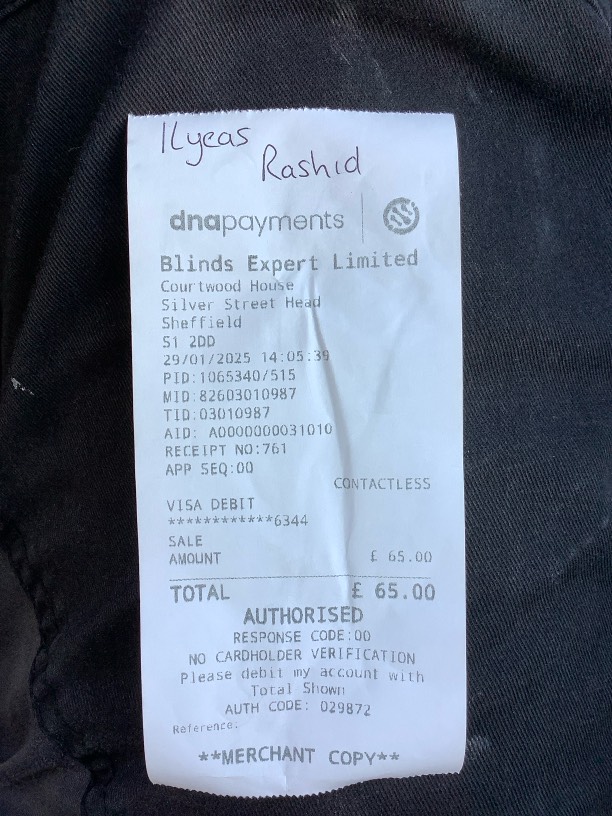 Ilyeas
Rashid
dnapayments
Blinds Expert Limited
Courtwood House
Silver Street Head
Sheffield
S1 2DD
29/01/2025 14:05:39
PID:1065340/515
MID:82603010987
TID:03010987
AID: A0000000031010
RECEIPT NO:761
APP SEQ:00
CONTACTLESS
VISA DEBIT
************6344
SALE
AMOUNT £ 65.00
TOTAL £ 65.00
AUTHORISED
RESPONSE CODE:00
NO CARDHOLDER VERIFICATION
Please debit my account with
Total Shown
AUTH CODE: 029872
Reference:
**MERCHANT COPY**